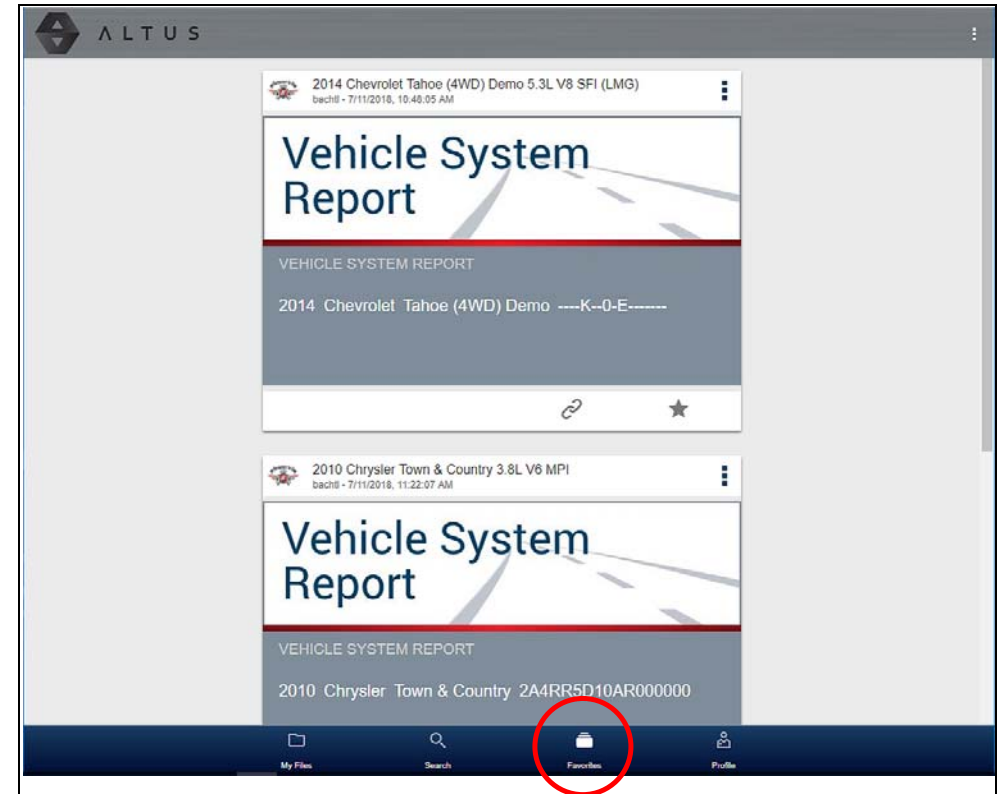 ALTUS
2014 Chevrolet Tahoe (4WD) Demo 5.3L V8 SFI (LMG)
bachtl - 7/11/2018, 10:48:05 AM
Vehicle System
Report
VEHICLE SYSTEM REPORT
2014 Chevrolet Tahoe (4WD) Demo ----K--0-E-------
2010 Chrysler Town & Country 3.8L V6 MPI
bachtl - 7/11/2018, 11:22:07 AM
Vehicle System
Report
VEHICLE SYSTEM REPORT
2010 Chrysler Town & Country 2A4RR5D10AR000000
My Files Search Favorites Profile